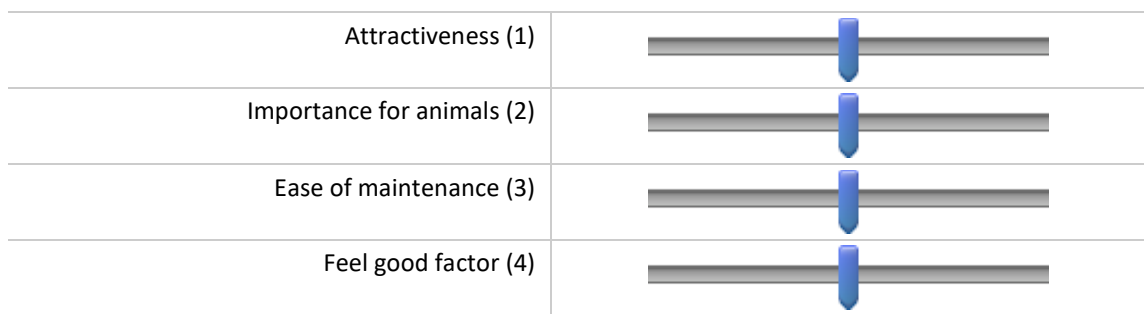 Attractiveness (1)
Importance for animals (2)
Ease of maintenance (3)
Feel good factor (4)